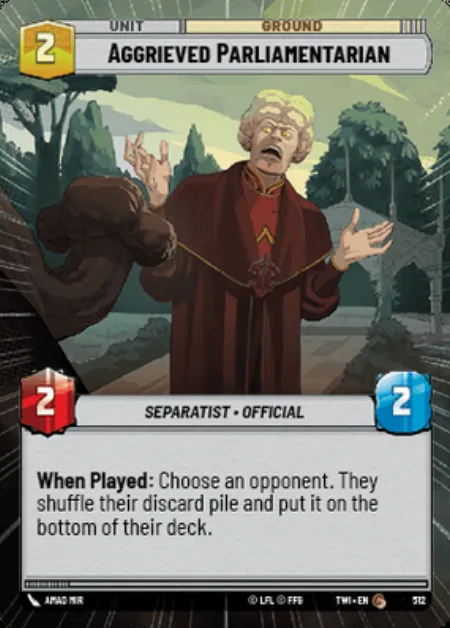 UNIT GROUND
2 AGGRIEVED PARLIAMENTARIAN
2 SEPARATIST • OFFICIAL 2
When Played: Choose an opponent. They
shuffle their discard pile and put it on the
bottom of their deck.
AMAD MIR © LFL © FFG TWI • EN 512